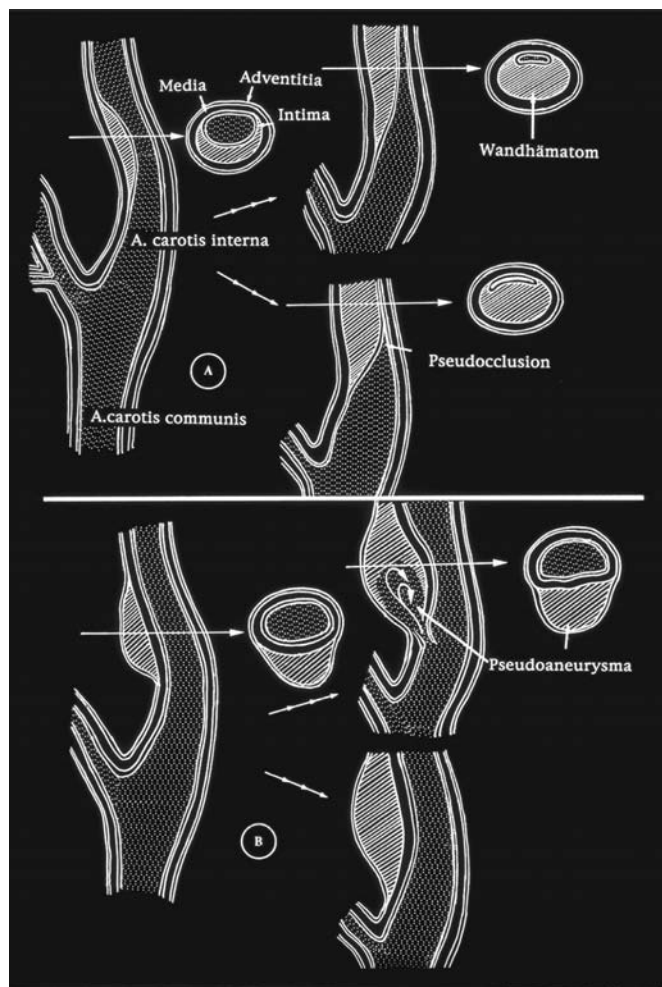 Media
Adventitia
Intima
Wandhämatom
A. carotis interna
Pseudocclusion
A
A.carotis communis
Pseudoaneurysma
B